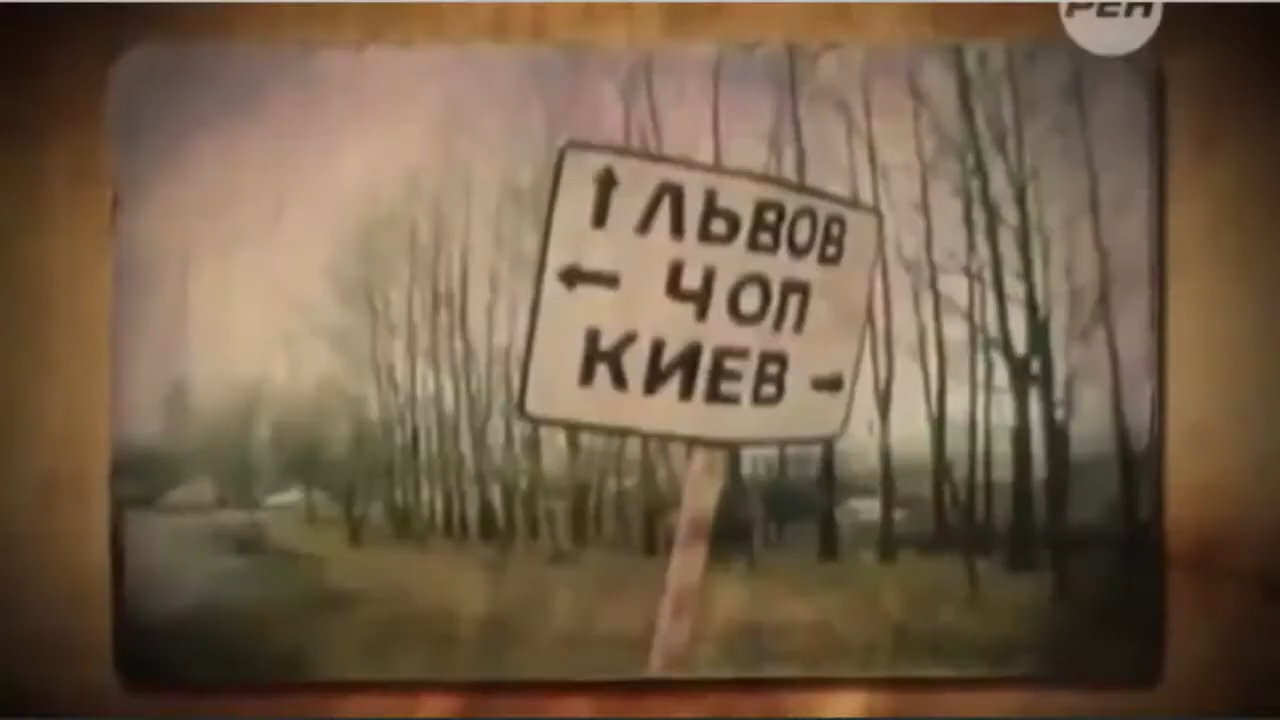 РЕН
↑ ЛЬВОВ
← ЧОП
КИЕВ →